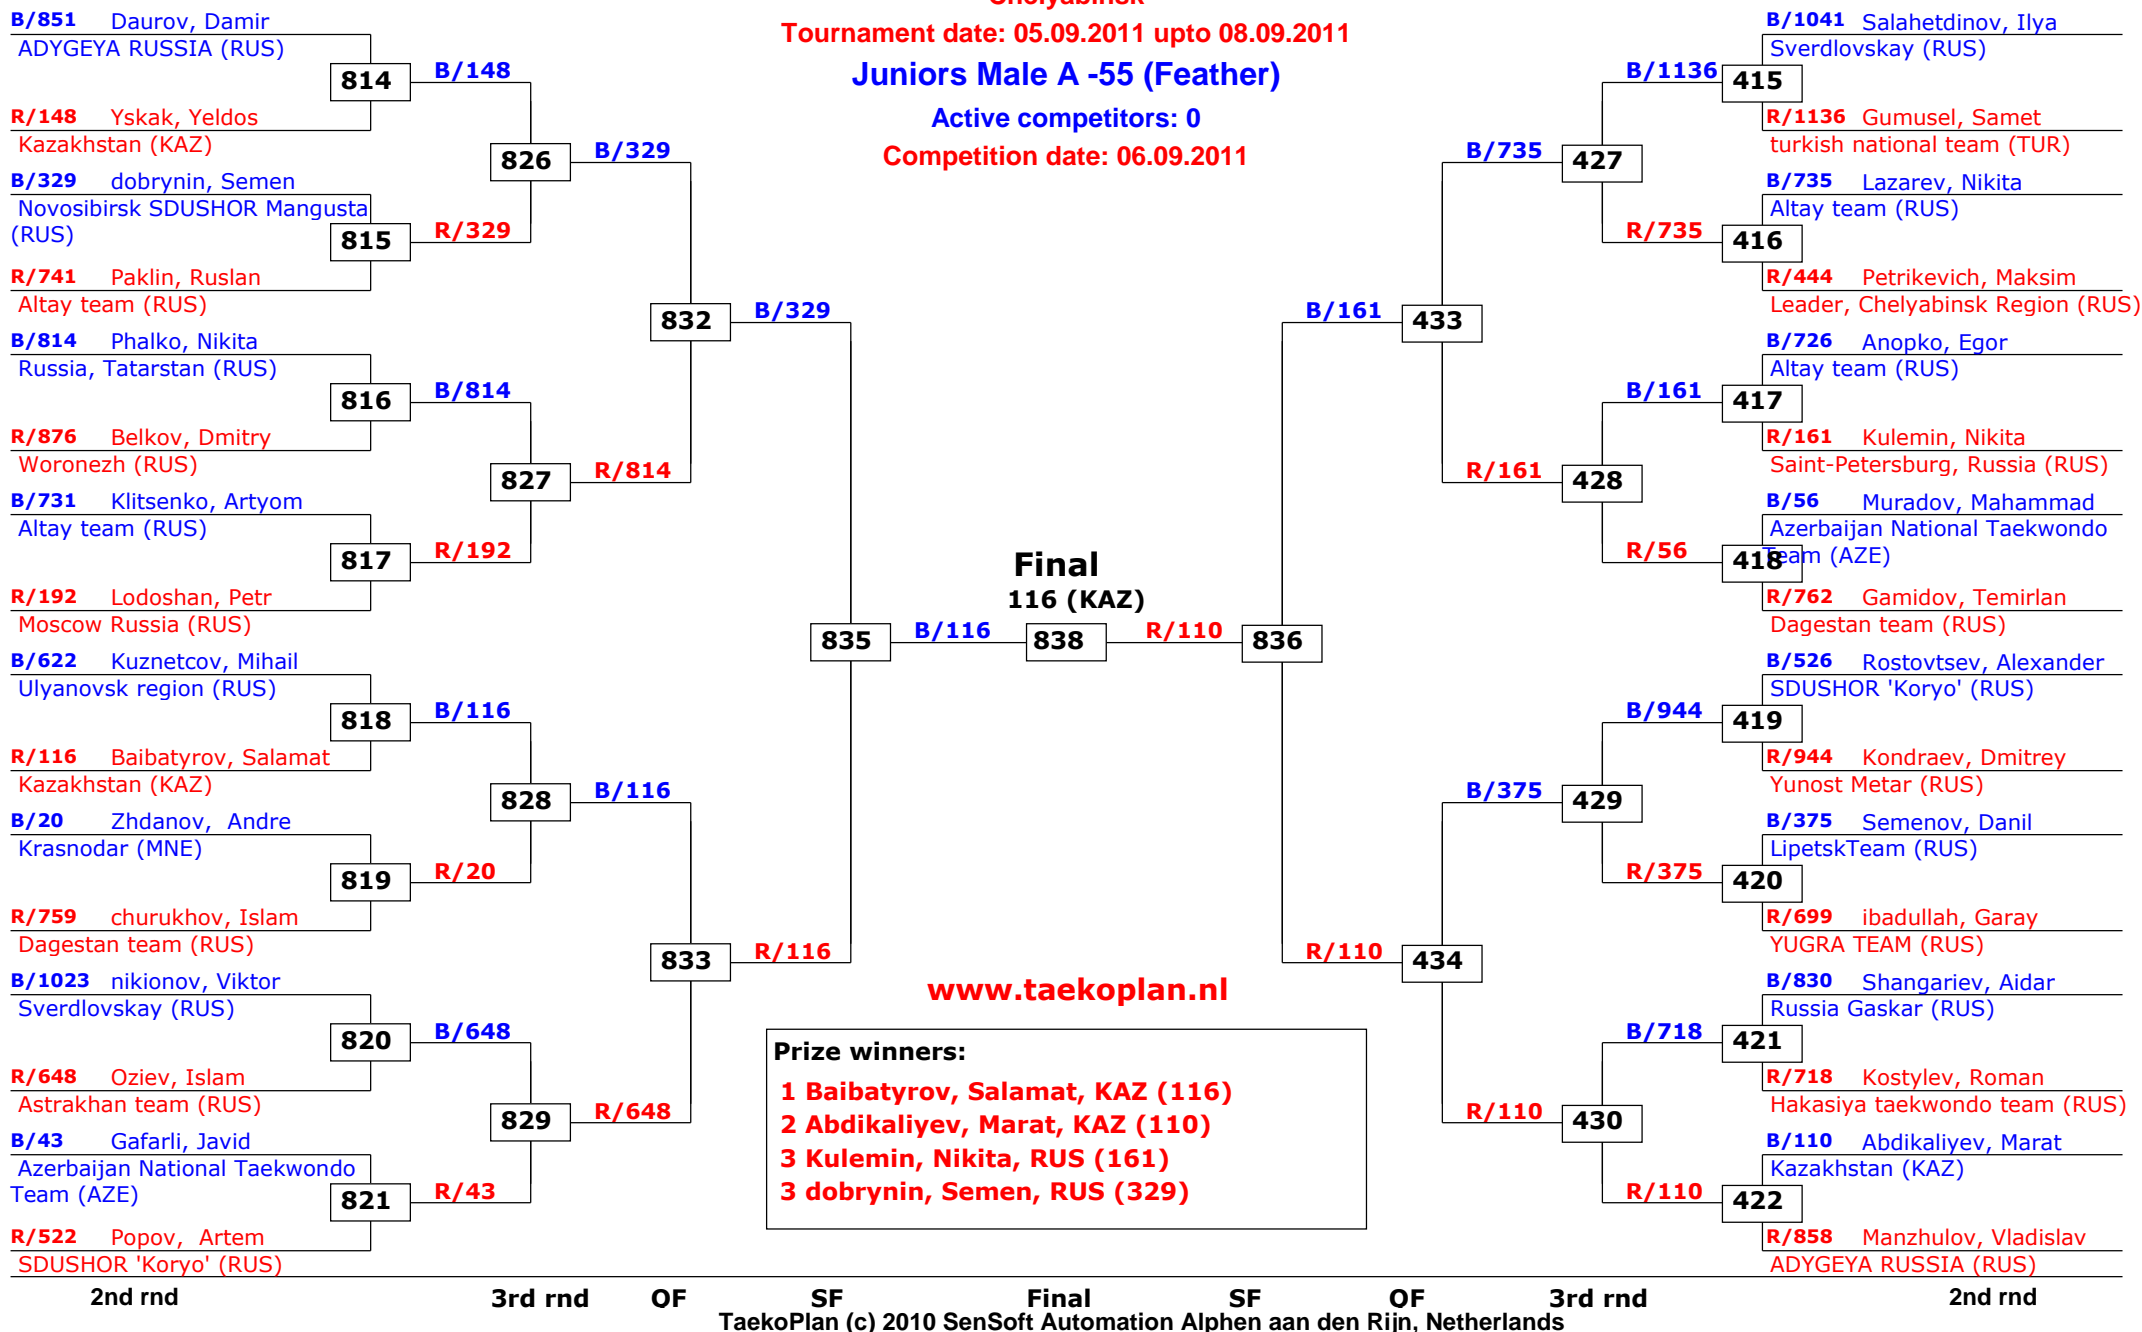 Chelyabinsk
Tournament date: 05.09.2011 upto 08.09.2011
Juniors Male A -55 (Feather)
Active competitors: 0
Competition date: 06.09.2011
B/851 Daurov, Damir
ADYGEYA RUSSIA (RUS)
814
B/148
R/148 Yskak, Yeldos
Kazakhstan (KAZ)
826
B/329
B/329 dobrynin, Semen
Novosibirsk SDUSHOR Mangusta
(RUS)
815
R/329
R/741 Paklin, Ruslan
Altay team (RUS)
832
B/329
B/814 Phalko, Nikita
Russia, Tatarstan (RUS)
816
B/814
R/876 Belkov, Dmitry
Woronezh (RUS)
827
R/814
B/731 Klitsenko, Artyom
Altay team (RUS)
817
R/192
R/192 Lodoshan, Petr
Moscow Russia (RUS)
835
B/116
B/622 Kuznetcov, Mihail
Ulyanovsk region (RUS)
818
B/116
R/116 Baibatyrov, Salamat
Kazakhstan (KAZ)
828
B/116
B/20 Zhdanov, Andre
Krasnodar (MNE)
819
R/20
R/759 churukhov, Islam
Dagestan team (RUS)
833
R/116
B/1023 nikionov, Viktor
Sverdlovskay (RUS)
820
B/648
R/648 Oziev, Islam
Astrakhan team (RUS)
829
R/648
B/43 Gafarli, Javid
Azerbaijan National Taekwondo
Team (AZE)
821
R/43
R/522 Popov, Artem
SDUSHOR 'Koryo' (RUS)
Final
116 (KAZ)
838
R/110
836
B/1041 Salahetdinov, Ilya
Sverdlovskay (RUS)
B/1136
415
R/1136 Gumusel, Samet
turkish national team (TUR)
B/735
427
B/735 Lazarev, Nikita
Altay team (RUS)
R/735
416
R/444 Petrikevich, Maksim
Leader, Chelyabinsk Region (RUS)
B/161
433
B/726 Anopko, Egor
Altay team (RUS)
B/161
417
R/161 Kulemin, Nikita
Saint-Petersburg, Russia (RUS)
R/161
428
B/56 Muradov, Mahammad
Azerbaijan National Taekwondo
Team (AZE)
R/56
418
R/762 Gamidov, Temirlan
Dagestan team (RUS)
B/526 Rostovtsev, Alexander
SDUSHOR 'Koryo' (RUS)
B/944
419
R/944 Kondraev, Dmitrey
Yunost Metar (RUS)
B/375
429
B/375 Semenov, Danil
LipetskTeam (RUS)
R/375
420
R/699 ibadullah, Garay
YUGRA TEAM (RUS)
R/110
434
B/830 Shangariev, Aidar
Russia Gaskar (RUS)
B/718
421
R/718 Kostylev, Roman
Hakasiya taekwondo team (RUS)
R/110
430
B/110 Abdikaliyev, Marat
Kazakhstan (KAZ)
R/110
422
R/858 Manzhulov, Vladislav
ADYGEYA RUSSIA (RUS)
www.taekoplan.nl
Prize winners:
1 Baibatyrov, Salamat, KAZ (116)
2 Abdikaliyev, Marat, KAZ (110)
3 Kulemin, Nikita, RUS (161)
3 dobrynin, Semen, RUS (329)
2nd rnd 3rd rnd QF SF Final SF QF 3rd rnd 2nd rnd
TaekoPlan (c) 2010 SenSoft Automation Alphen aan den Rijn, Netherlands